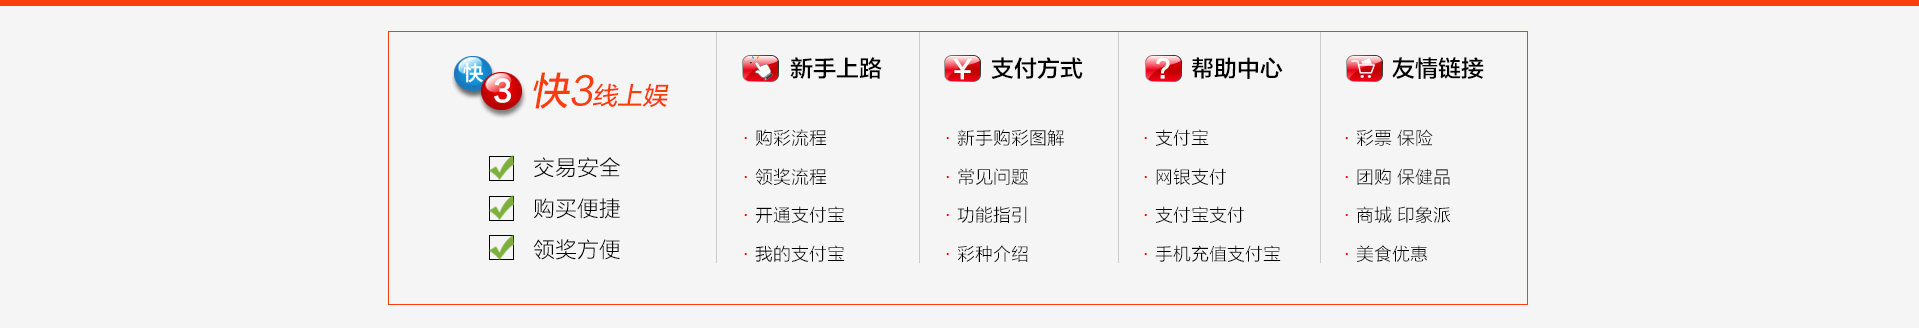 快3
快3线上娱
交易安全
购买便捷
领奖方便
新手上路
· 购彩流程
· 领奖流程
· 开通支付宝
· 我的支付宝
¥ 支付方式
· 新手购彩图解
· 常见问题
· 功能指引
· 彩种介绍
? 帮助中心
· 支付宝
· 网银支付
· 支付宝支付
· 手机充值支付宝
友情链接
· 彩票 保险
· 团购 保健品
· 商城 印象派
· 美食优惠